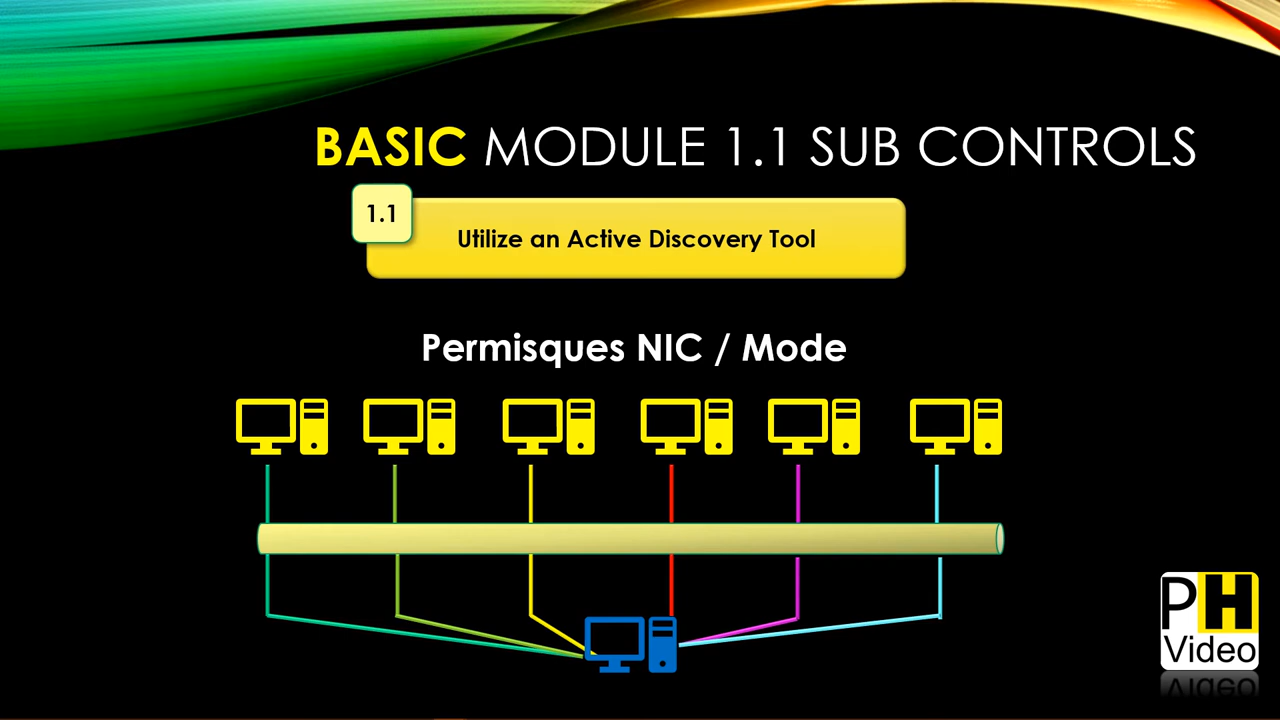 BASIC MODULE 1.1 SUB CONTROLS
1.1
Utilize an Active Discovery Tool
Permisques NIC / Mode
PH
Video